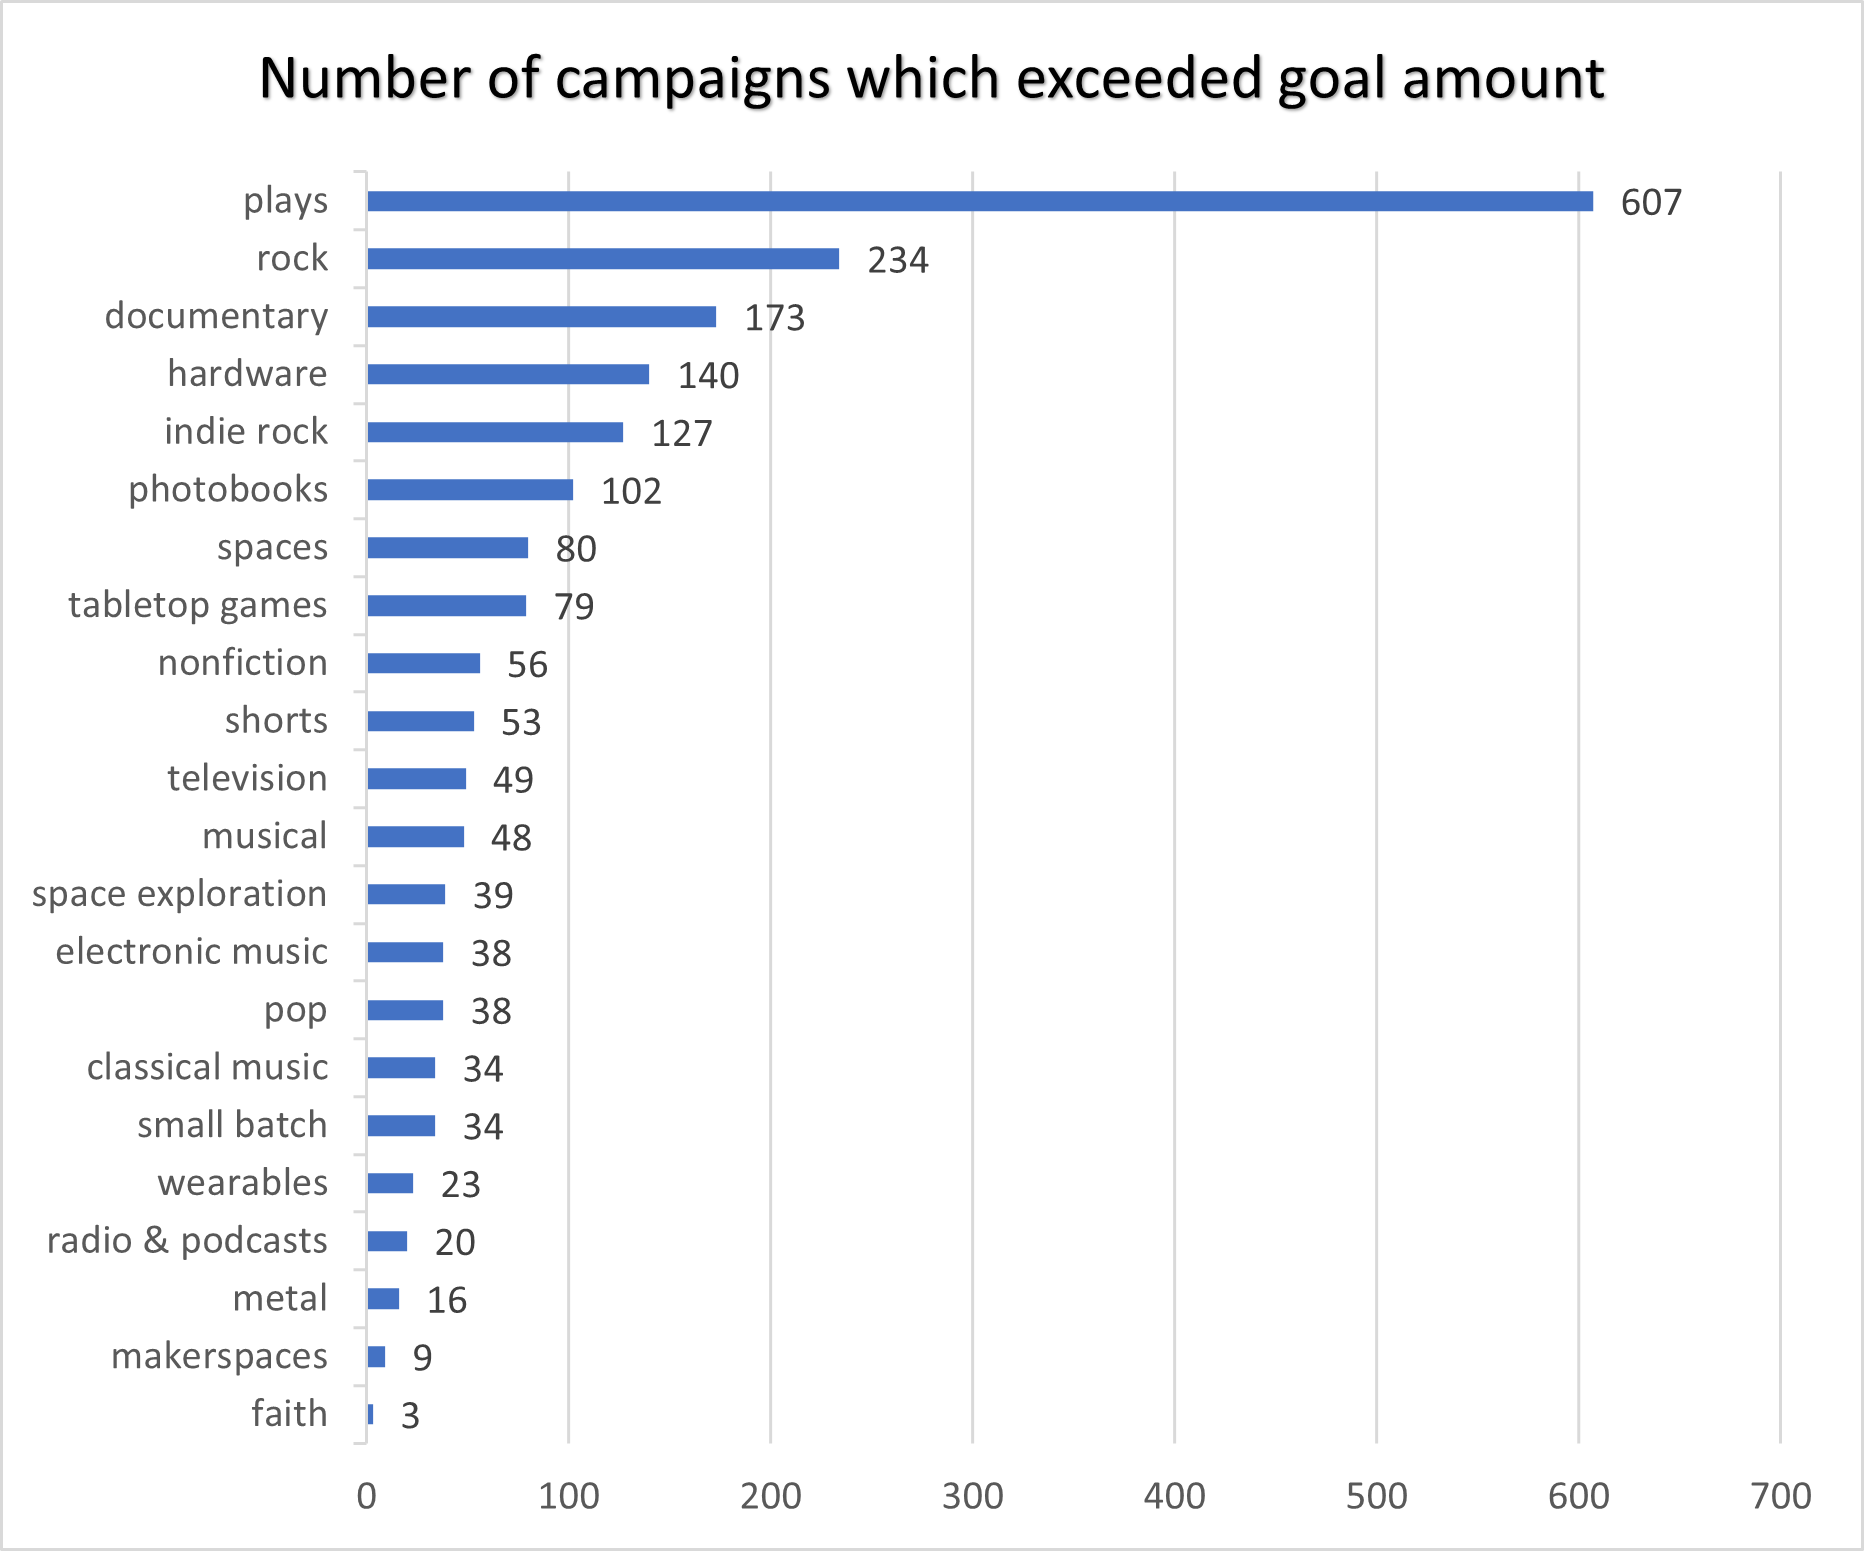 Number of campaigns which exceeded goal amount
plays 607
rock 234
documentary 173
hardware 140
indie rock 127
photobooks 102
spaces 80
tabletop games 79
nonfiction 56
shorts 53
television 49
musical 48
space exploration 39
electronic music 38
pop 38
classical music 34
small batch 34
wearables 23
radio & podcasts 20
metal 16
makerspaces 9
faith 3
0 100 200 300 400 500 600 700